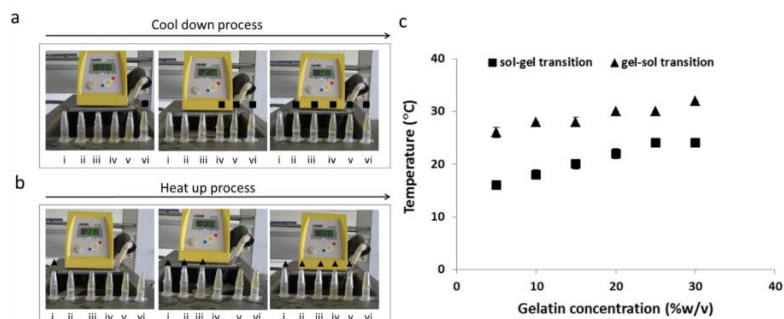 a
Cool down process
i ii iii iv v vi
i ii iii iv v vi
i ii iii iv v vi
b
Heat up process
i ii iii iv v vi
i ii iii iv v vi
i ii iii iv v vi
c
sol-gel transition
gel-sol transition
Temperature (°C)
40
30
20
10
0
0 10 20 30 40
Gelatin concentration (%w/v)